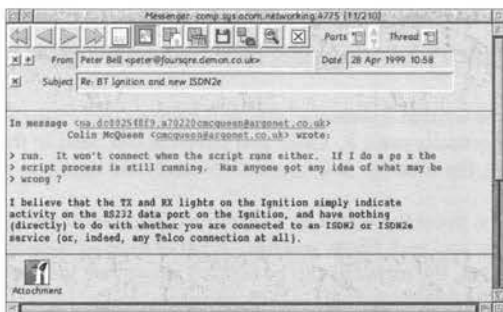 Messenger: comp.sys.acorn.networking:4775 (11/210)
Parts Thread
From Peter Bell <peter@foursqre.demon.co.uk> Date 28 Apr 1999 10:58
Subject Re: BT Ignition and new ISDN2e
In message <na.dc0825f8f9.a70220cmcqueen@argonet.co.uk>
Colin McQueen <cmcqueen@argonet.co.uk> wrote:
> run. It won't connect when the script runs either. If I do a ps x the
> script process is still running. Has anyone got any idea of what may be
> wrong ?
I believe that the TX and RX lights on the Ignition simply indicate
activity on the RS232 data port on the Ignition, and have nothing
(directly) to do with whether you are connected to an ISDN2 or ISDN2e
service (or, indeed, any Telco connection at all).
Attachment